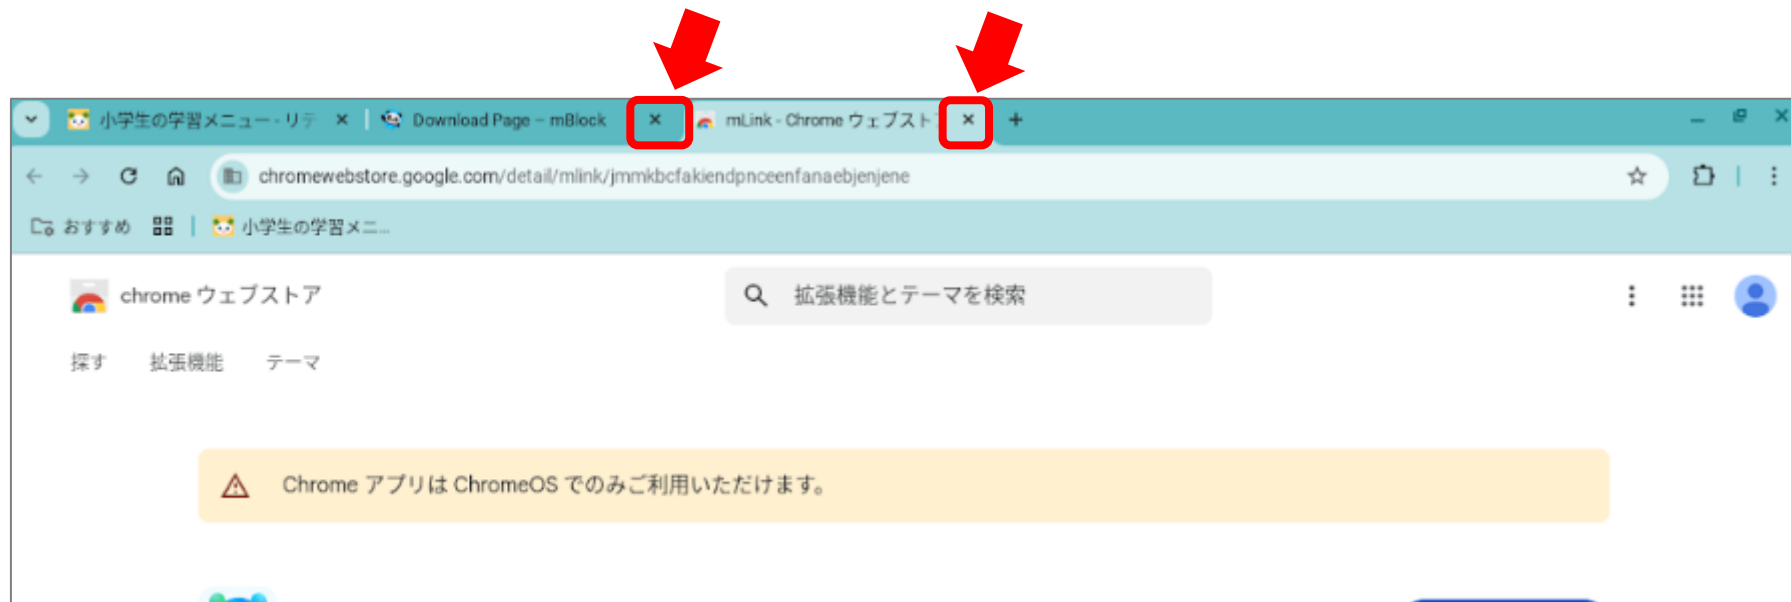 小学生の学習メニュー - リテ
Download Page – mBlock
mLink - Chrome ウェブスト
chromewebstore.google.com/detail/mlink/jmmkbcfakiendpnceenfanaebjenjene
おすすめ
小学生の学習メニ...
chrome ウェブストア
拡張機能とテーマを検索
探す 拡張機能 テーマ
Chrome アプリは ChromeOS でのみご利用いただけます。